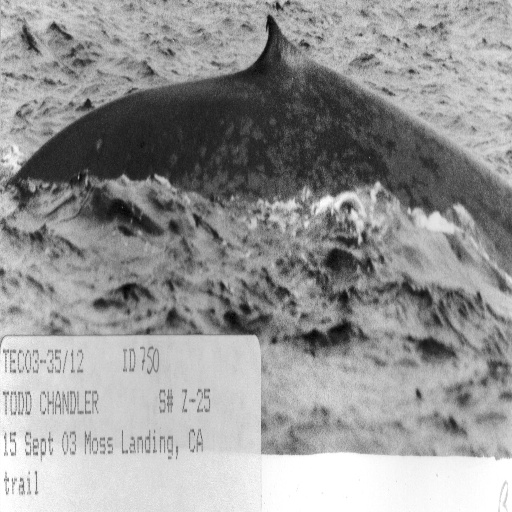 TEC03-35/12 ID 750
TODD CHANDLER S# Z-25
15 Sept 03 Moss Landing, CA
trail
R